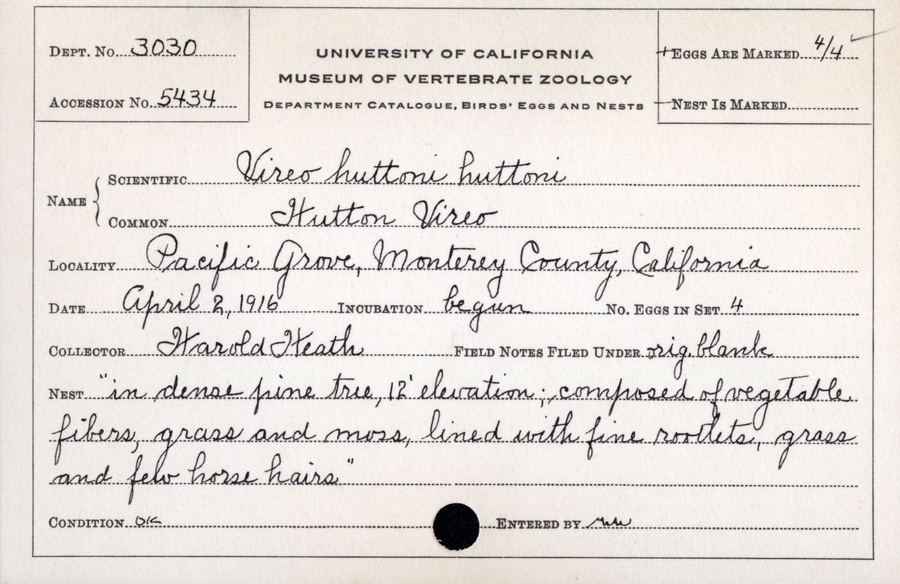 DEPT. No. 3030
UNIVERSITY OF CALIFORNIA
+EGGS ARE MARKED 4/4 ✓
MUSEUM OF VERTEBRATE ZOOLOGY
ACCESSION No. 5434
DEPARTMENT CATALOGUE, BIRDS' EGGS AND NESTS
—NEST IS MARKED
NAME { SCIENTIFIC Vireo huttoni huttoni
COMMON Hutton Vireo
LOCALITY Pacific Grove, Monterey County, California
DATE April 2, 1916 INCUBATION begun No. EGGS IN SET 4
COLLECTOR Harold Heath FIELD NOTES FILED UNDER orig. blank
NEST "in dense pine tree, 12' elevation; composed of vegetable
fibers, grass and moss, lined with fine rootlets, grass
and few horse hairs"
CONDITION OK ENTERED BY